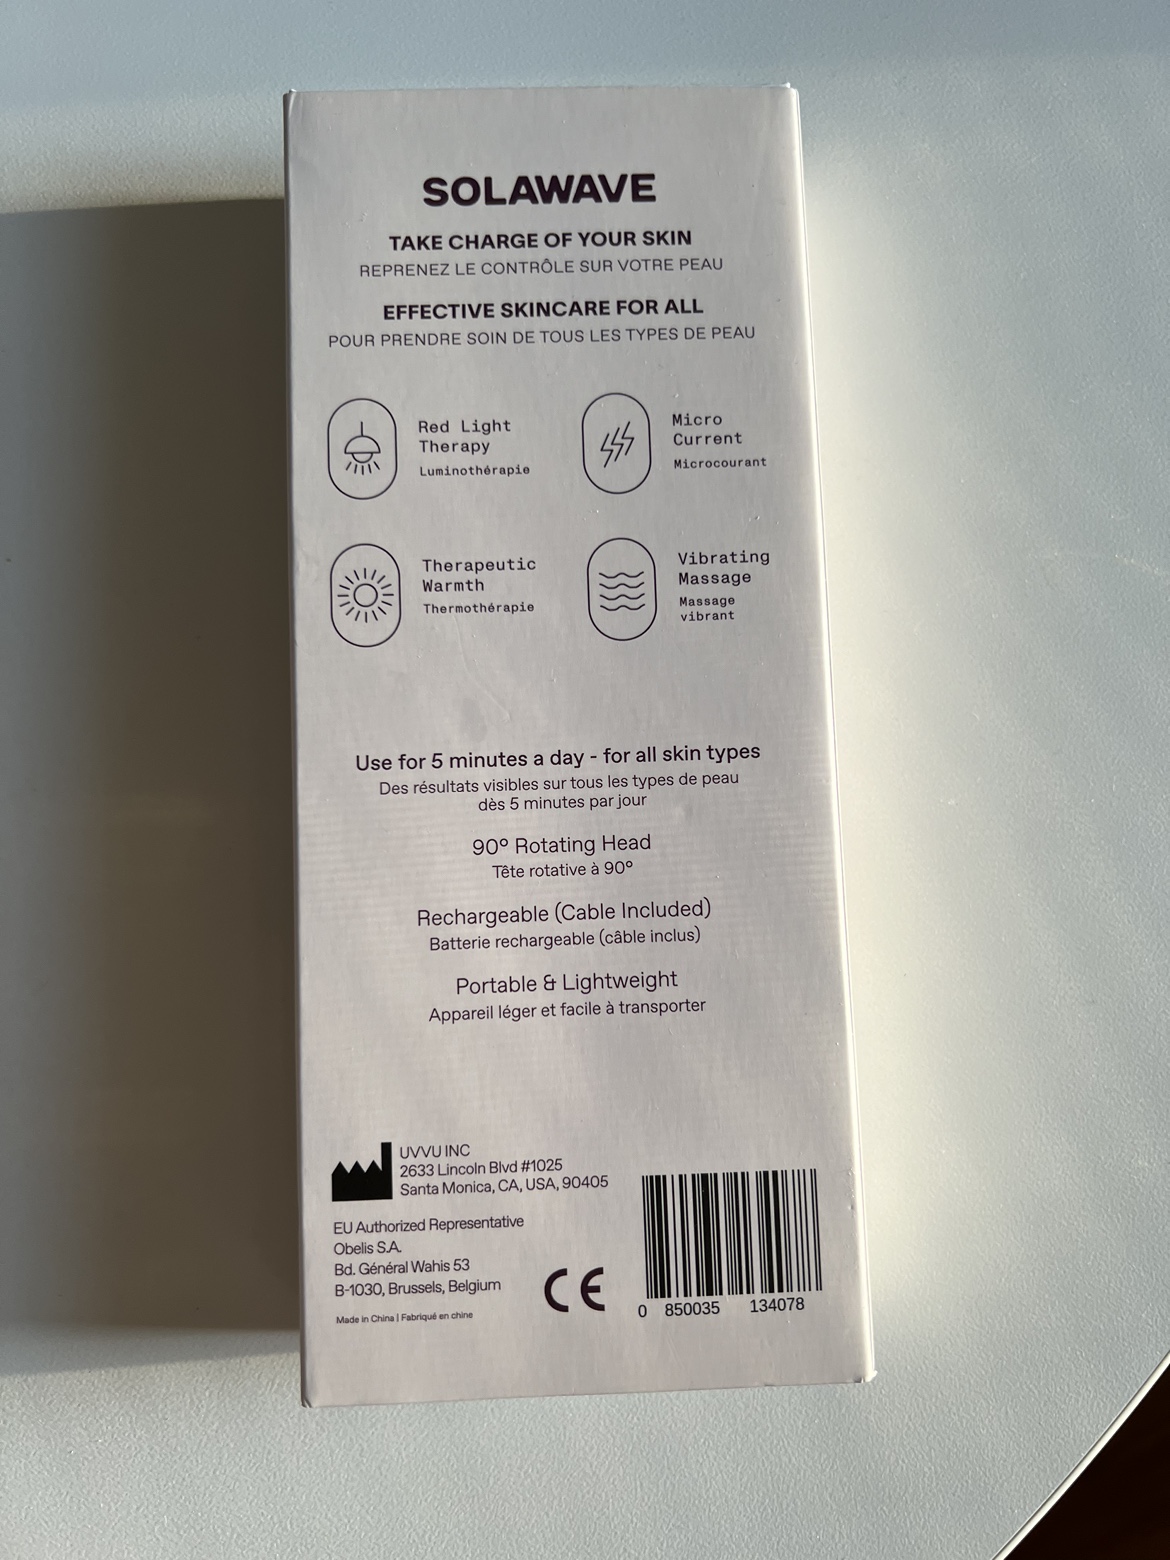 SOLAWAVE
TAKE CHARGE OF YOUR SKIN
REPRENEZ LE CONTRÔLE SUR VOTRE PEAU
EFFECTIVE SKINCARE FOR ALL
POUR PRENDRE SOIN DE TOUS LES TYPES DE PEAU
Red Light
Therapy
Luminothérapie
Micro
Current
Microcourant
Therapeutic
Warmth
Thermothérapie
Vibrating
Massage
Massage
vibrant
Use for 5 minutes a day - for all skin types
Des résultats visibles sur tous les types de peau
dès 5 minutes par jour
90° Rotating Head
Tête rotative à 90°
Rechargeable (Cable Included)
Batterie rechargeable (câble inclus)
Portable & Lightweight
Appareil léger et facile à transporter
UVVU INC
2633 Lincoln Blvd #1025
Santa Monica, CA, USA, 90405
EU Authorized Representative
Obelis S.A.
Bd. Général Wahis 53
B-1030, Brussels, Belgium
Made in China | Fabriqué en chine
CE
0 850035 134078